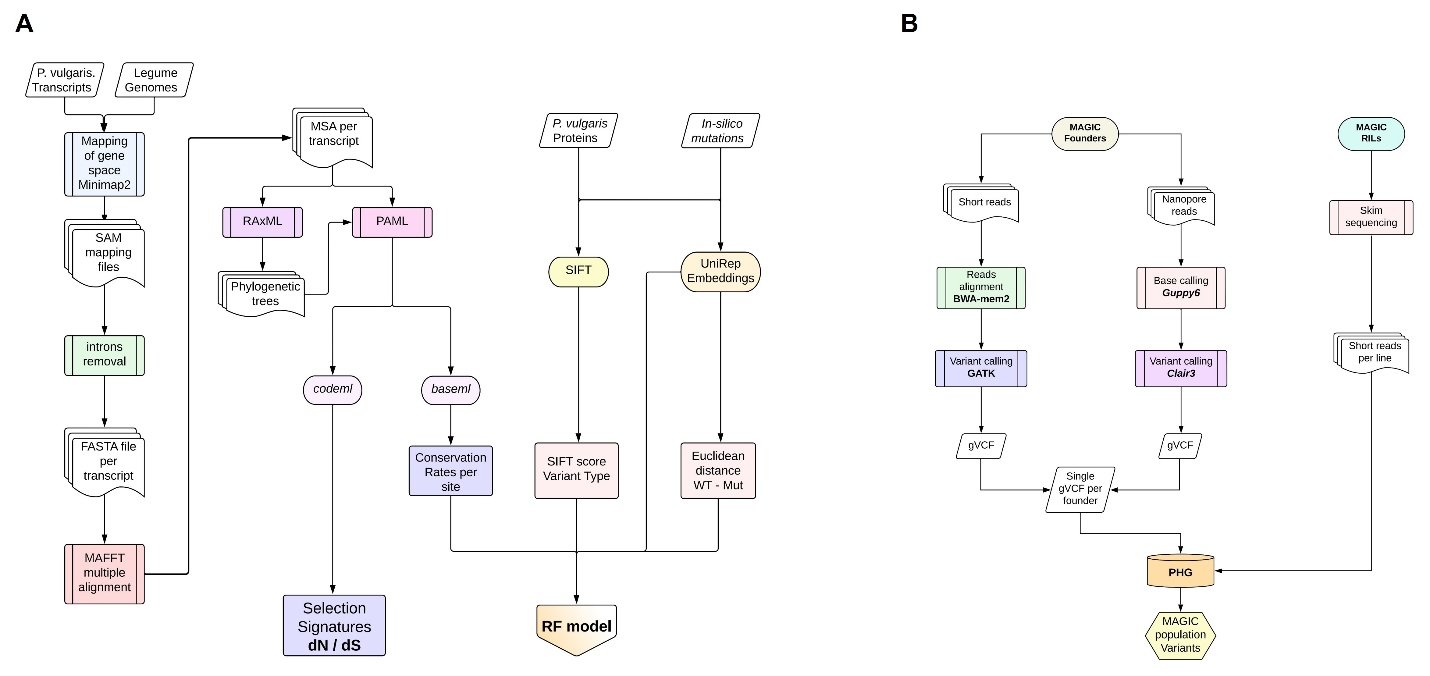 A
P. vulgaris.
Transcripts
Legume
Genomes
Mapping
of gene
space
Minimap2
SAM
mapping
files
introns
removal
FASTA file
per
transcript
MAFFT
multiple
alignment
MSA per
transcript
RAxML
PAML
Phylogenetic
trees
codeml
baseml
Conservation
Rates per
site
Selection
Signatures
dN / dS
P. vulgaris
Proteins
In-silico
mutations
SIFT
UniRep
Embeddings
SIFT score
Variant Type
Euclidean
distance
WT - Mut
RF model
B
MAGIC
Founders
MAGIC
RILs
Short reads
Nanopore
reads
Skim
sequencing
Reads
alignment
BWA-mem2
Base calling
Guppy6
Variant calling
GATK
Variant calling
Clair3
Short reads
per line
gVCF
gVCF
Single
gVCF per
founder
PHG
MAGIC
population
Variants